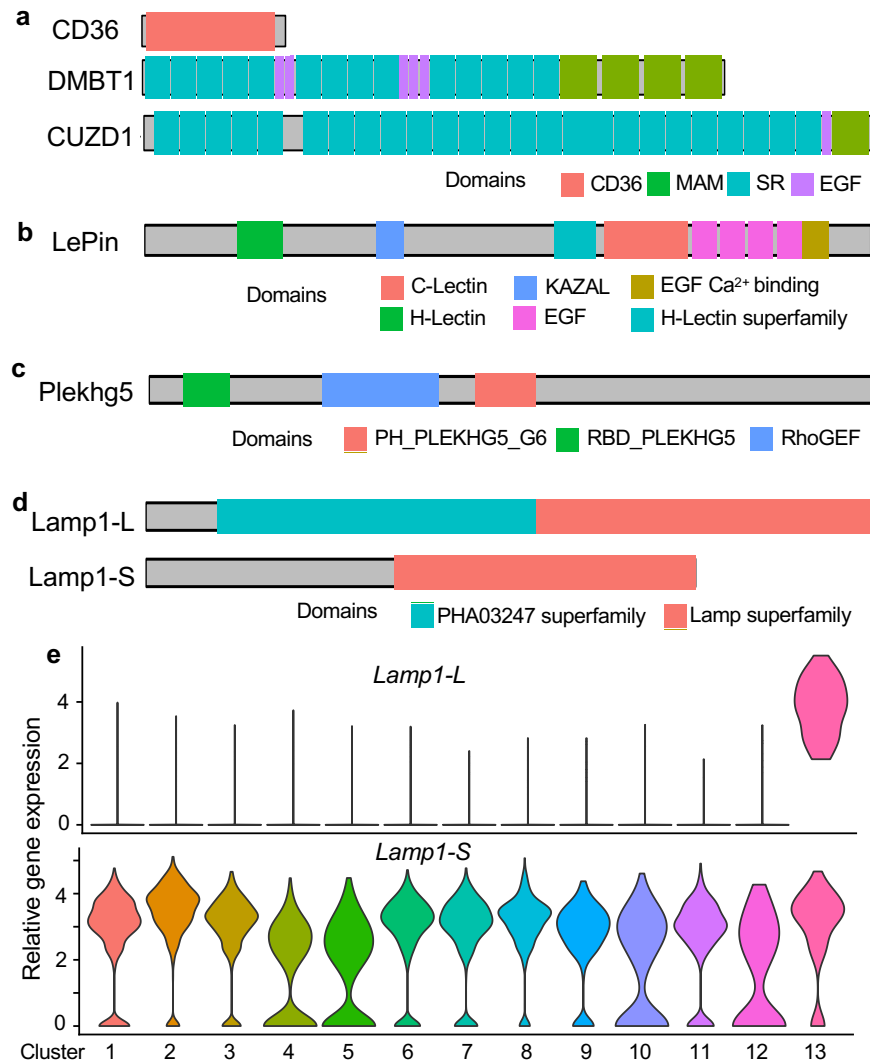 a
CD36
DMBT1
CUZD1
Domains CD36 MAM SR EGF
b
LePin
Domains
C-Lectin KAZAL EGF Ca²⁺ binding
H-Lectin EGF H-Lectin superfamily
c
Plekhg5
Domains PH_PLEKHG5_G6 RBD_PLEKHG5 RhoGEF
d
Lamp1-L
Lamp1-S
Domains PHA03247 superfamily Lamp superfamily
e
Lamp1-L
Relative gene expression
4
2
0
Lamp1-S
4
2
0
Cluster 1 2 3 4 5 6 7 8 9 10 11 12 13